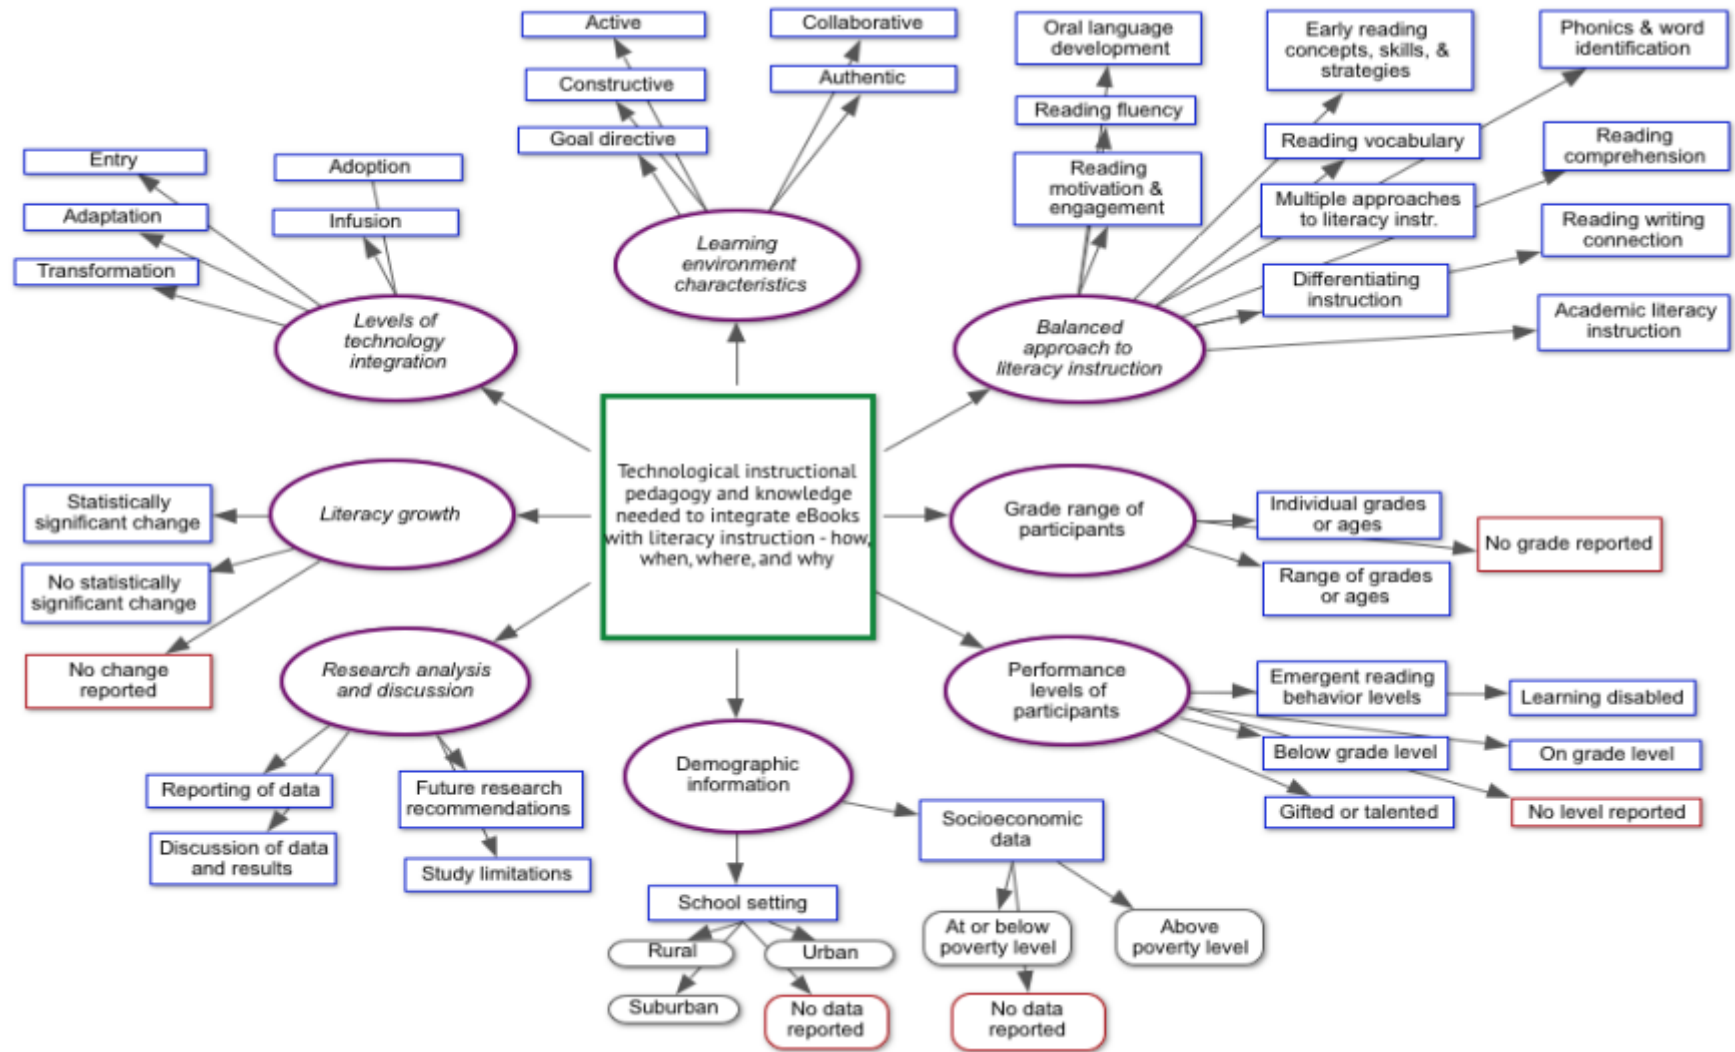 Active
Collaborative
Constructive
Authentic
Goal directive
Learning
environment
characteristics
Entry
Adoption
Adaptation
Infusion
Transformation
Levels of
technology
integration
Oral language
development
Reading fluency
Reading
motivation &
engagement
Early reading
concepts, skills, &
strategies
Phonics & word
identification
Reading vocabulary
Reading
comprehension
Multiple approaches
to literacy instr.
Reading writing
connection
Differentiating
instruction
Academic literacy
instruction
Balanced
approach to
literacy instruction
Technological instructional
pedagogy and knowledge
needed to integrate eBooks
with literacy instruction - how,
when, where, and why
Literacy growth
Statistically
significant change
No statistically
significant change
No change
reported
Grade range of
participants
Individual grades
or ages
No grade reported
Range of grades
or ages
Research analysis
and discussion
Reporting of data
Future research
recommendations
Discussion of data
and results
Study limitations
Performance
levels of
participants
Emergent reading
behavior levels
Learning disabled
Below grade level
On grade level
Gifted or talented
No level reported
Demographic
information
School setting
Rural
Urban
Suburban
No data
reported
Socioeconomic
data
At or below
poverty level
Above
poverty level
No data
reported